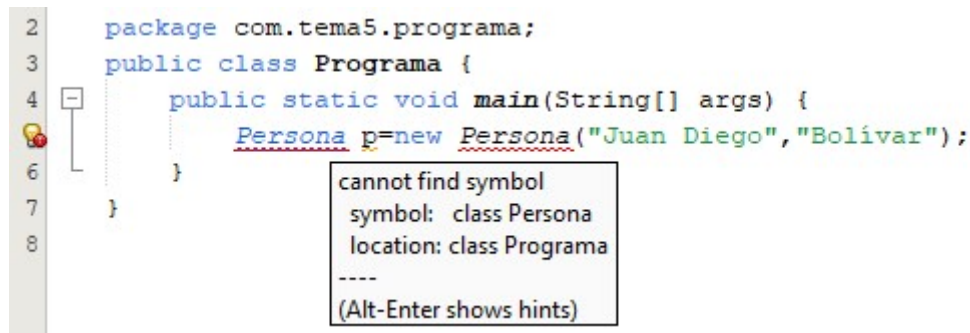 2 package com.tema5.programa;
3 public class Programa {
4 public static void main(String[] args) {
Persona p=new Persona("Juan Diego","Bolívar");
6 }
7 }
8
cannot find symbol
symbol: class Persona
location: class Programa
----
(Alt-Enter shows hints)